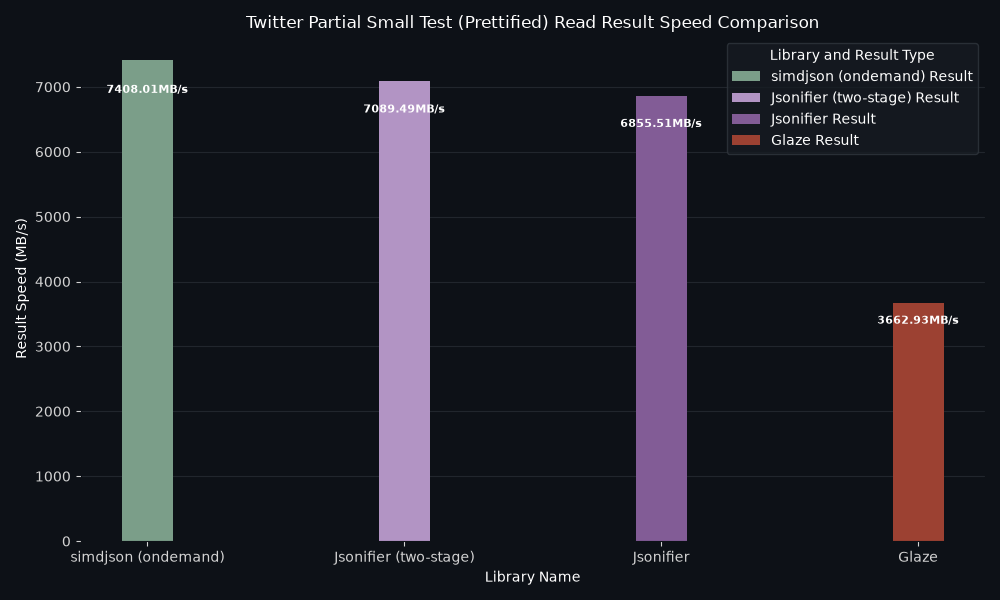 Twitter Partial Small Test (Prettified) Read Result Speed Comparison
Library and Result Type
simdjson (ondemand) Result
Jsonifier (two-stage) Result
Jsonifier Result
Glaze Result
7408.01MB/s
7089.49MB/s
6855.51MB/s
3662.93MB/s
Result Speed (MB/s)
7000
6000
5000
4000
3000
2000
1000
0
simdjson (ondemand)
Jsonifier (two-stage)
Jsonifier
Glaze
Library Name